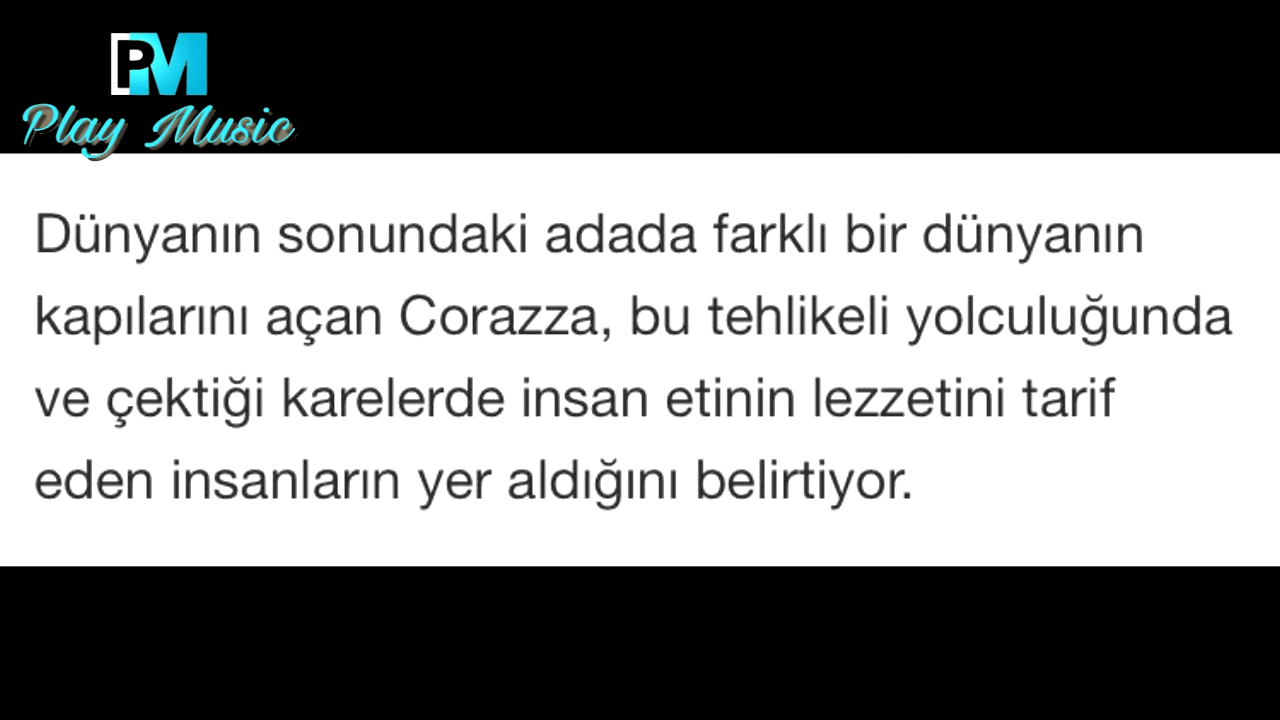 PM
Play Music
Dünyanın sonundaki adada farklı bir dünyanın
kapılarını açan Corazza, bu tehlikeli yolculuğunda
ve çektiği karelerde insan etinin lezzetini tarif
eden insanların yer aldığını belirtiyor.